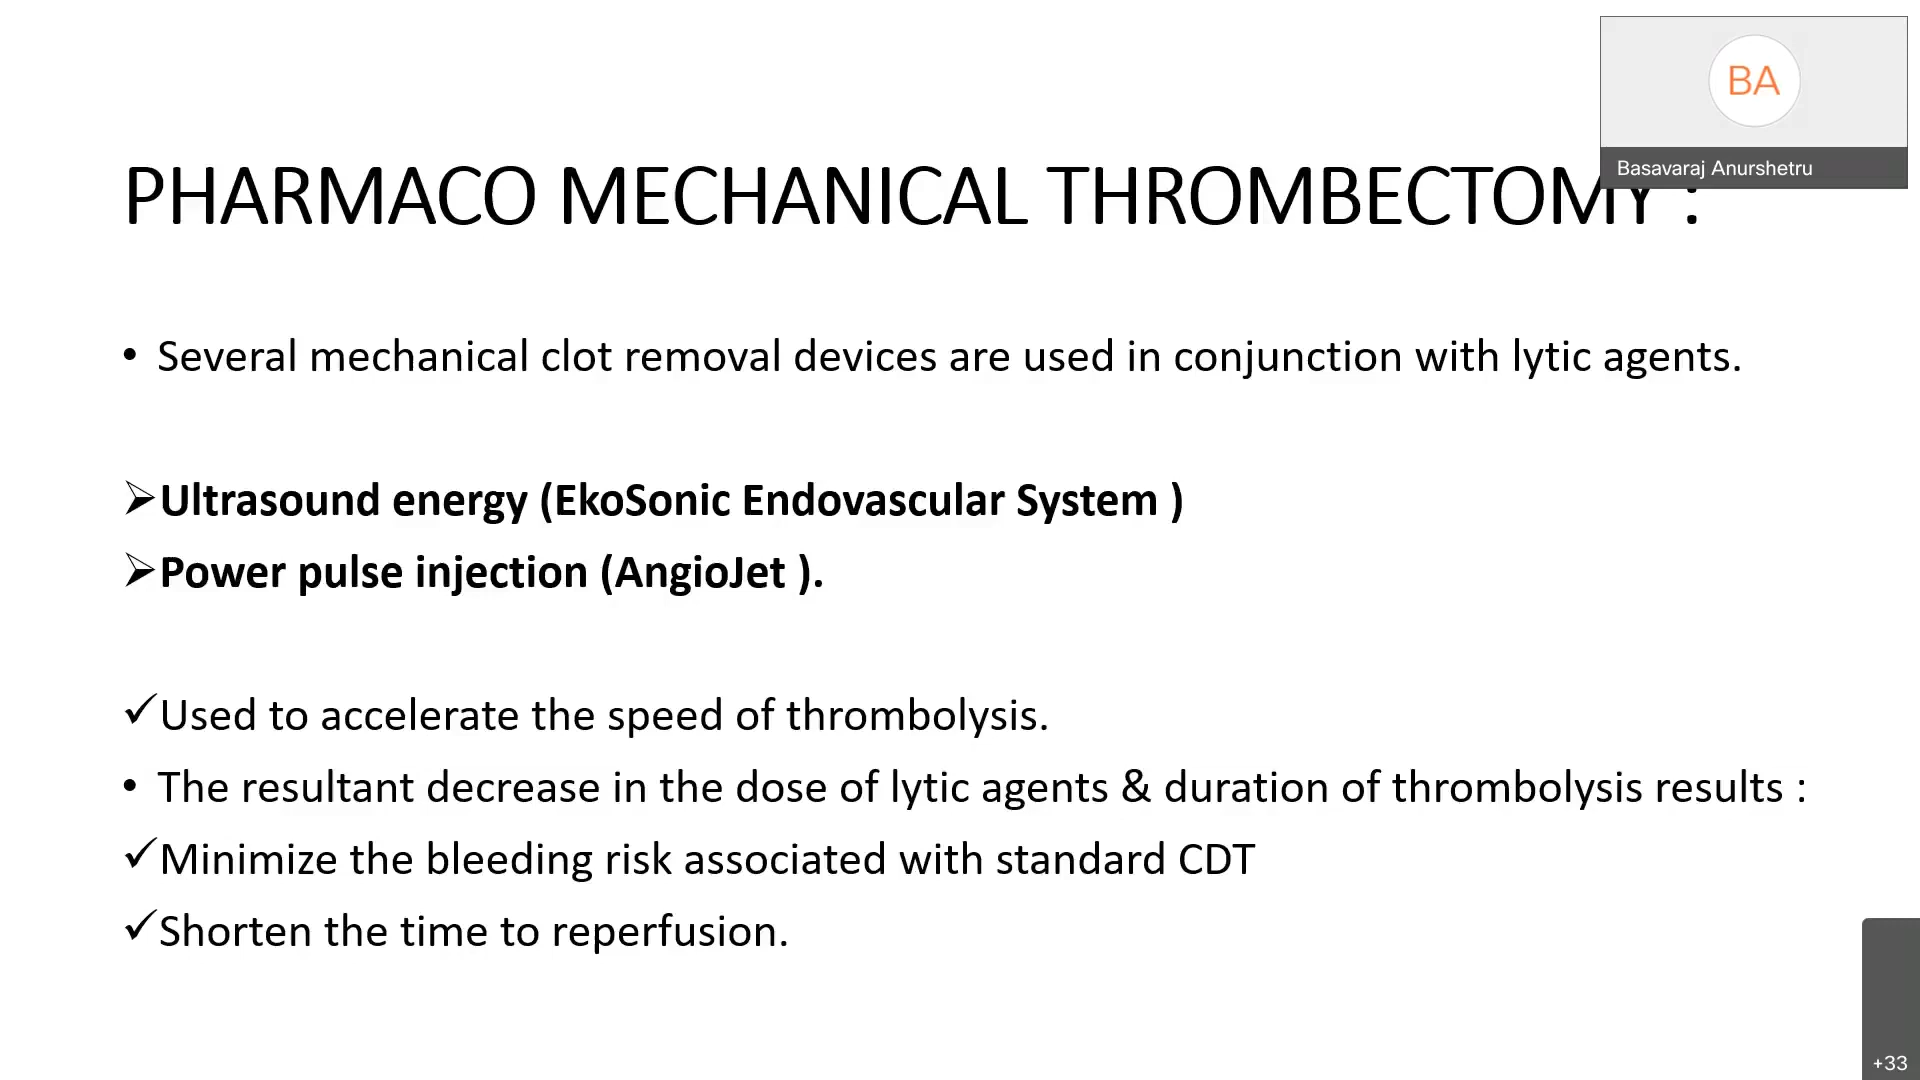 BA
Basavaraj Anurshetru
PHARMACO MECHANICAL THROMBECTOMY :
• Several mechanical clot removal devices are used in conjunction with lytic agents.
➢Ultrasound energy (EkoSonic Endovascular System )
➢Power pulse injection (AngioJet ).
✓Used to accelerate the speed of thrombolysis.
• The resultant decrease in the dose of lytic agents & duration of thrombolysis results :
✓Minimize the bleeding risk associated with standard CDT
✓Shorten the time to reperfusion.
+33